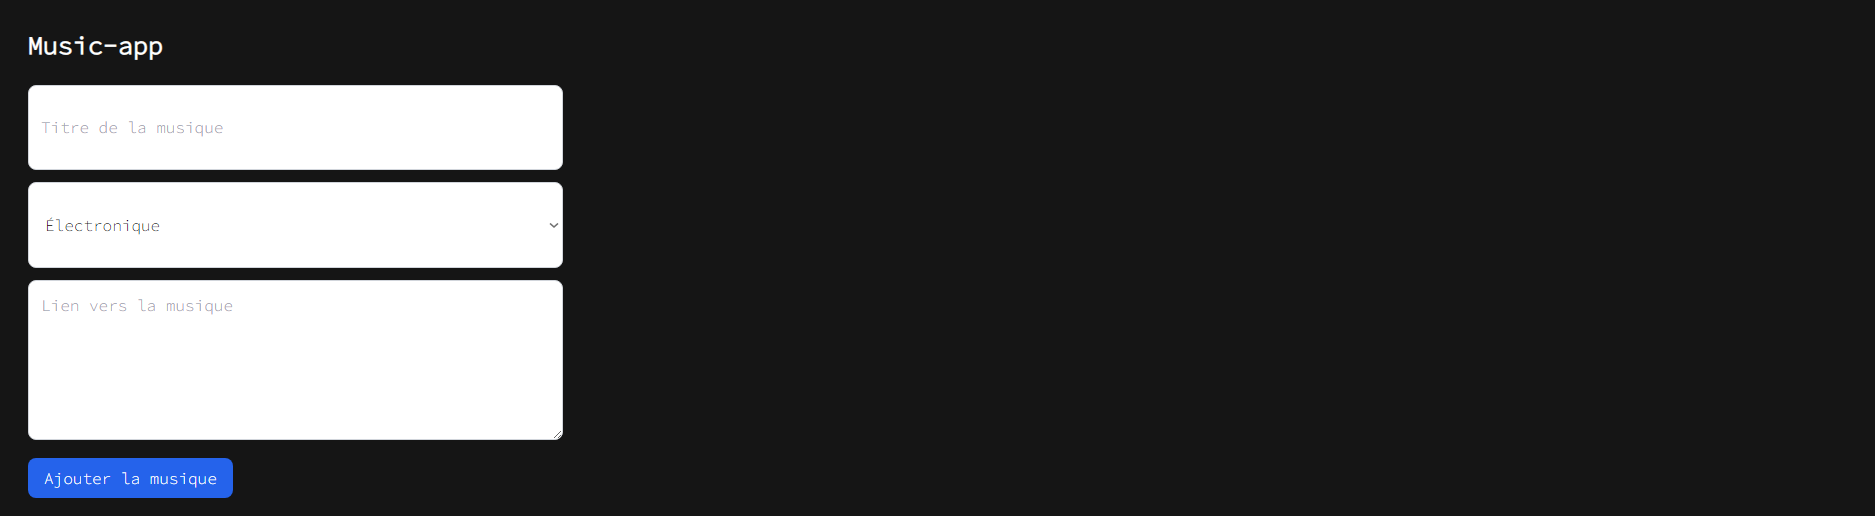 Music-app
Titre de la musique
Électronique
Lien vers la musique
Ajouter la musique